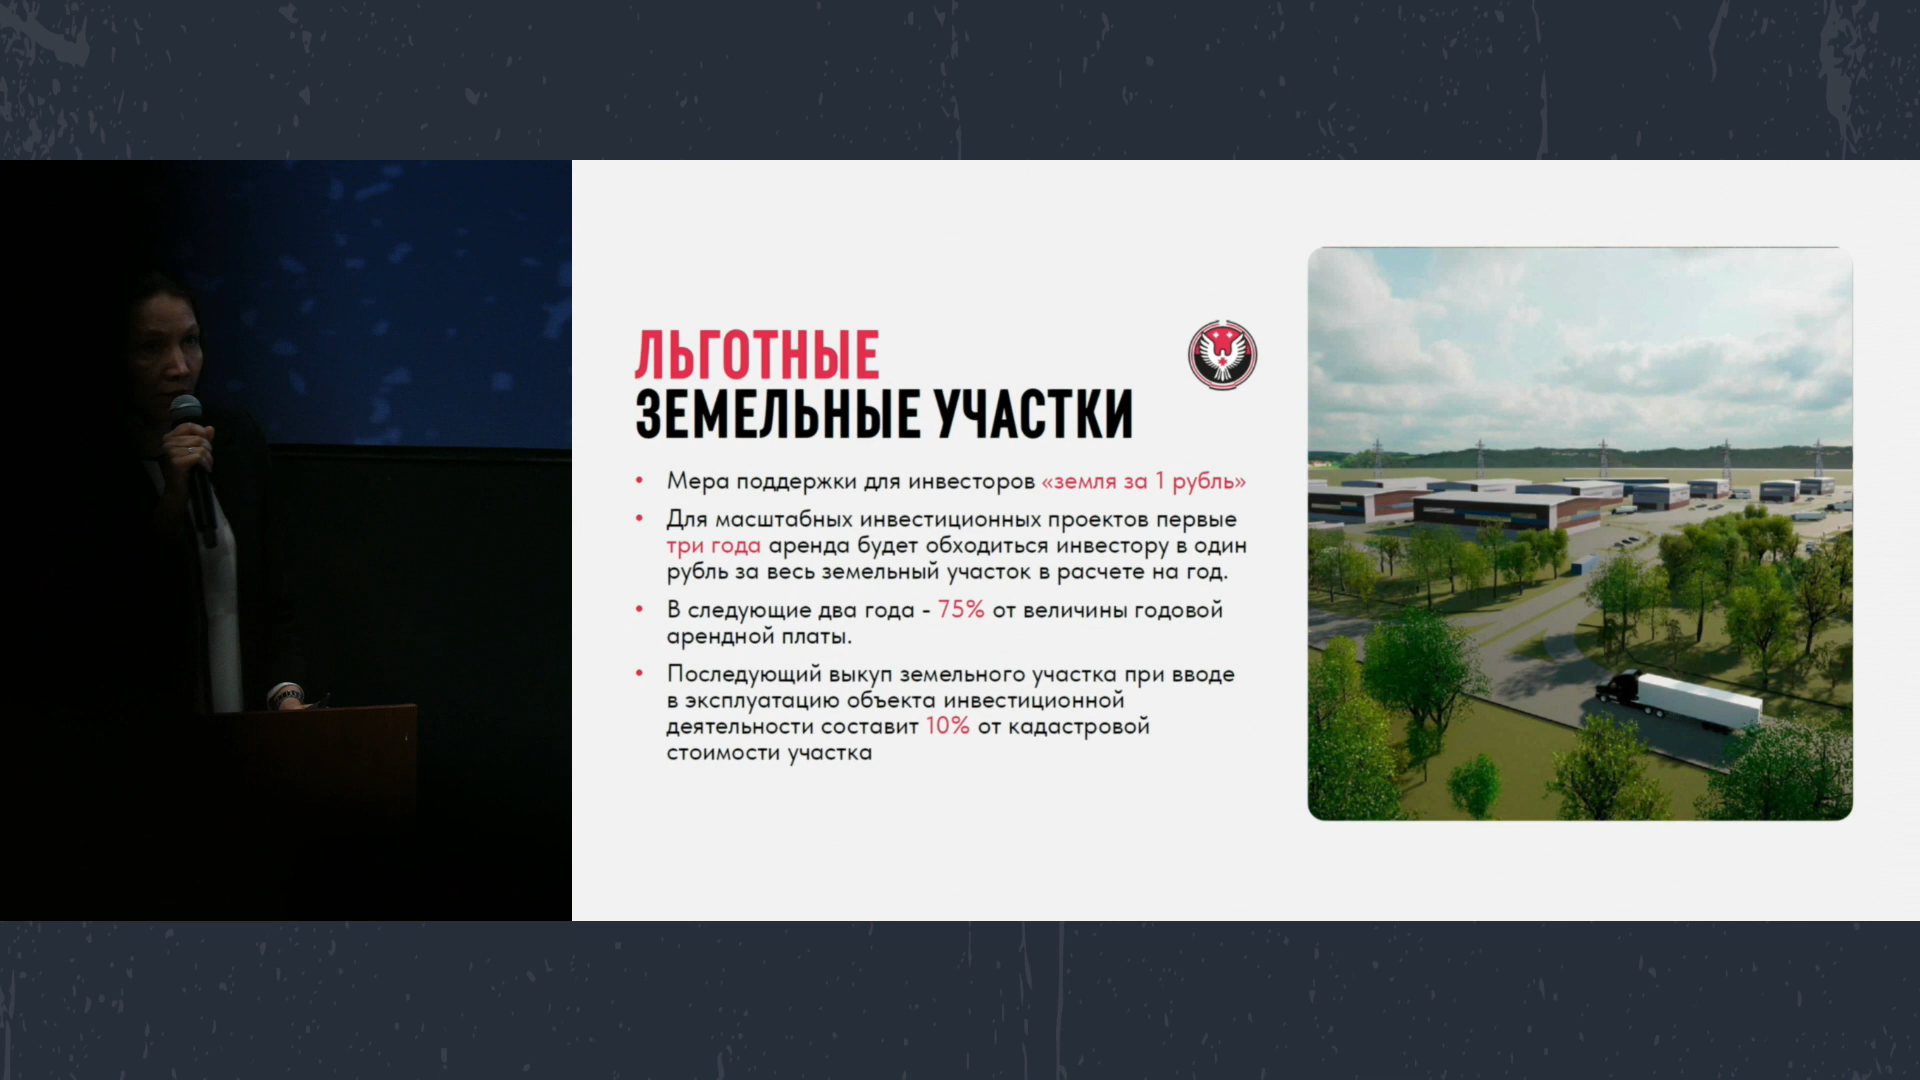 ЛЬГОТНЫЕ
ЗЕМЕЛЬНЫЕ УЧАСТКИ
• Мера поддержки для инвесторов «земля за 1 рубль»
• Для масштабных инвестиционных проектов первые
три года аренда будет обходиться инвестору в один
рубль за весь земельный участок в расчете на год.
• В следующие два года - 75% от величины годовой
арендной платы.
• Последующий выкуп земельного участка при вводе
в эксплуатацию объекта инвестиционной
деятельности составит 10% от кадастровой
стоимости участка